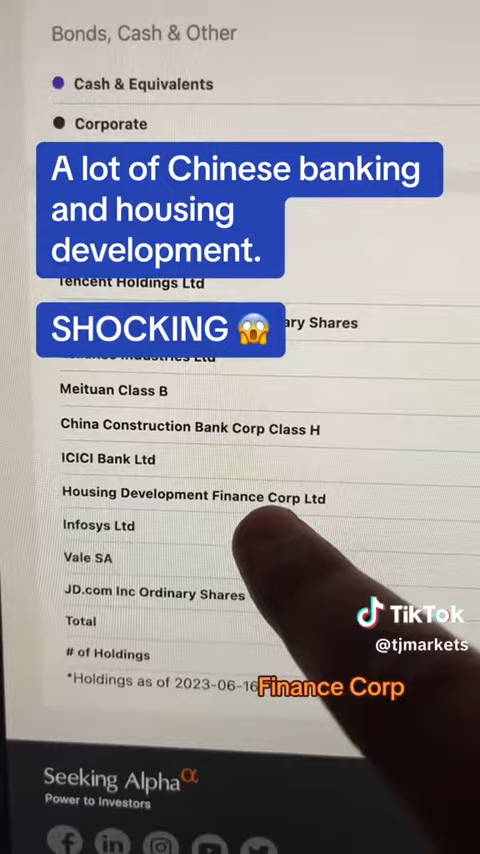 Bonds, Cash & Other
Cash & Equivalents
Corporate
A lot of Chinese banking
and housing
development.
Tencent Holdings Ltd
SHOCKING 😱
ary Shares
Industries Ltd
Meituan Class B
China Construction Bank Corp Class H
ICICI Bank Ltd
Housing Development Finance Corp Ltd
Infosys Ltd
Vale SA
JD.com Inc Ordinary Shares
Total
# of Holdings
*Holdings as of 2023-06-16
Finance Corp
TikTok
@tjmarkets
Seeking Alpha α
Power to Investors